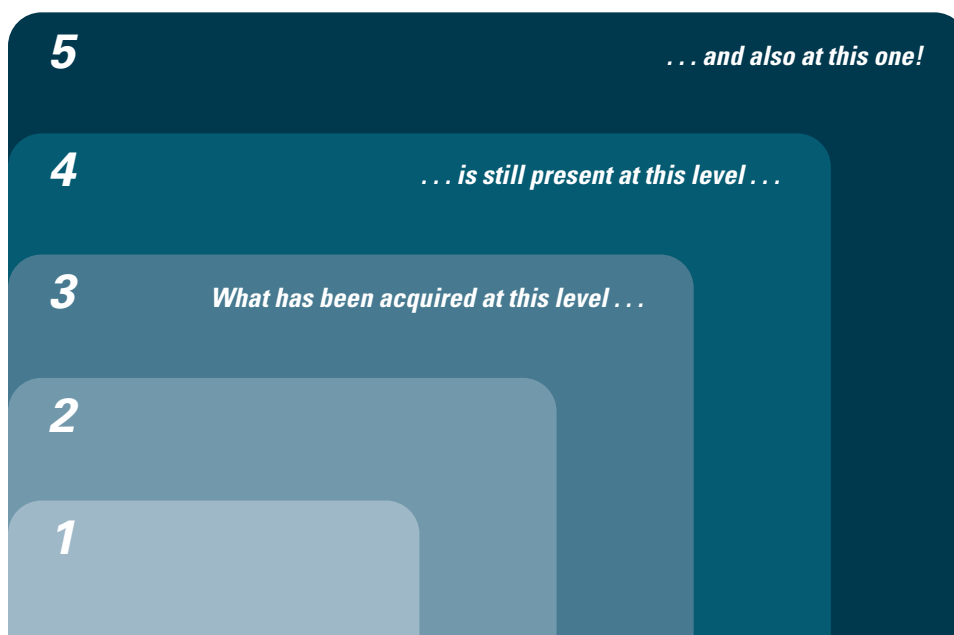 5
. . . and also at this one!
4
. . . is still present at this level . . .
3
What has been acquired at this level . . .
2
1